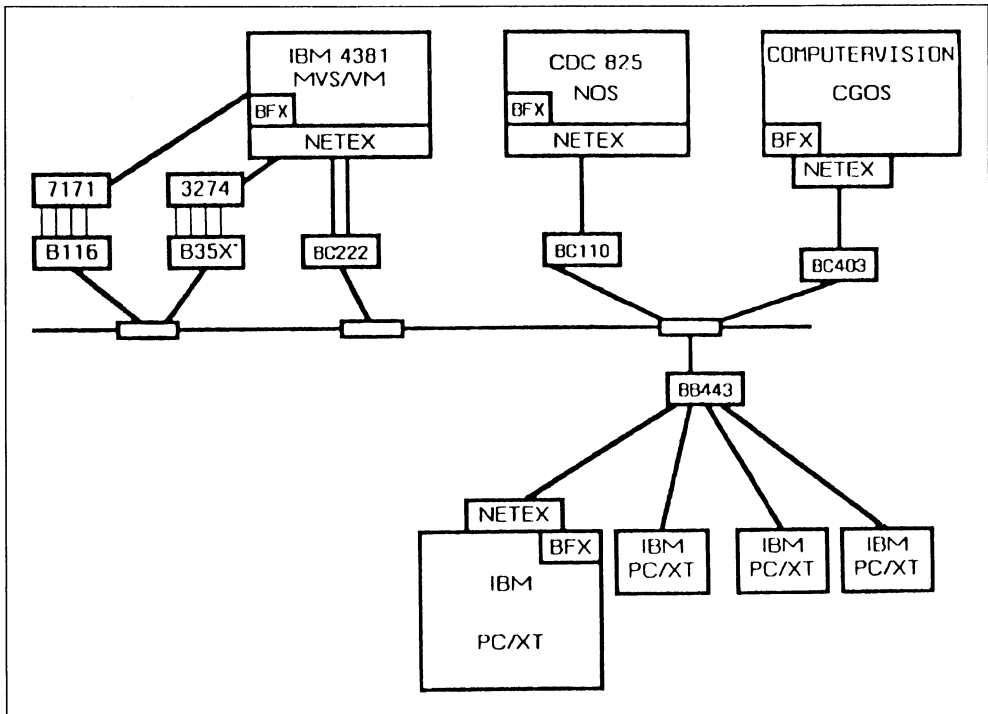 IBM 4381
MVS/VM
BFX
NETEX
CDC 825
NOS
BFX
NETEX
COMPUTERVISION
CGOS
BFX
NETEX
7171
3274
B116
B35X
BC222
BC110
BC403
BB443
NETEX
BFX
IBM
PC/XT
IBM
PC/XT
IBM
PC/XT
IBM
PC/XT